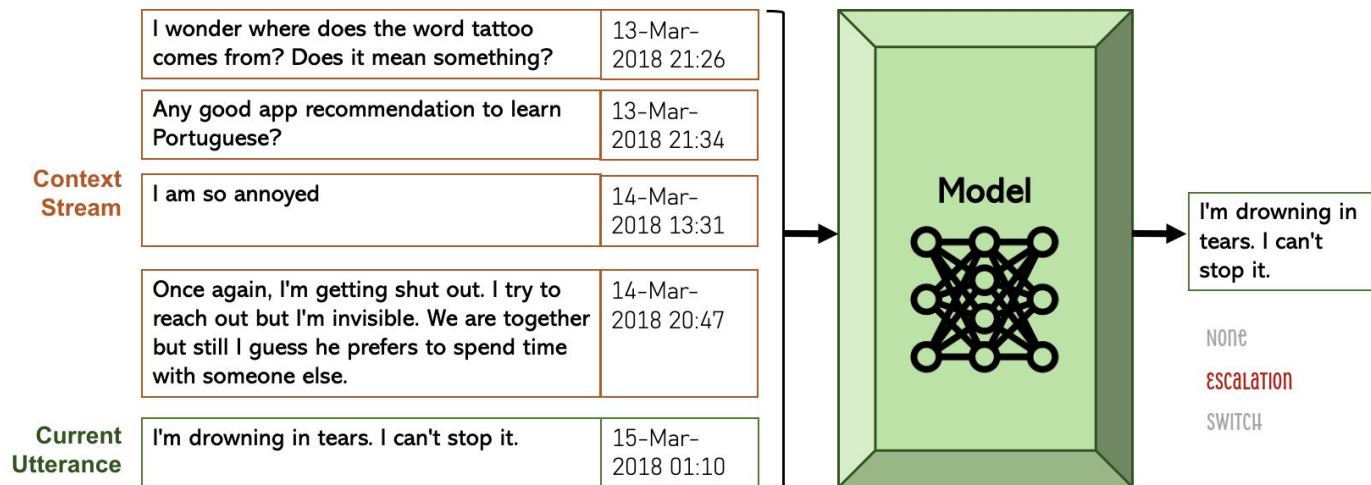 I wonder where does the word tattoo
comes from? Does it mean something?
13-Mar-
2018 21:26
Any good app recommendation to learn
Portuguese?
13-Mar-
2018 21:34
Context
Stream
I am so annoyed
14-Mar-
2018 13:31
Once again, I'm getting shut out. I try to
reach out but I'm invisible. We are together
but still I guess he prefers to spend time
with someone else.
14-Mar-
2018 20:47
Current
Utterance
I'm drowning in tears. I can't stop it.
15-Mar-
2018 01:10
Model
I'm drowning in
tears. I can't
stop it.
NONE
ESCALATION
SWITCH